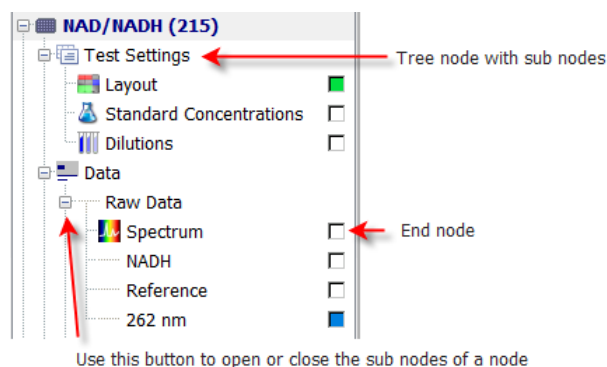 NAD/NADH (215)
Test Settings
Tree node with sub nodes
Layout
Standard Concentrations
Dilutions
Data
Raw Data
Spectrum
End node
NADH
Reference
262 nm
Use this button to open or close the sub nodes of a node